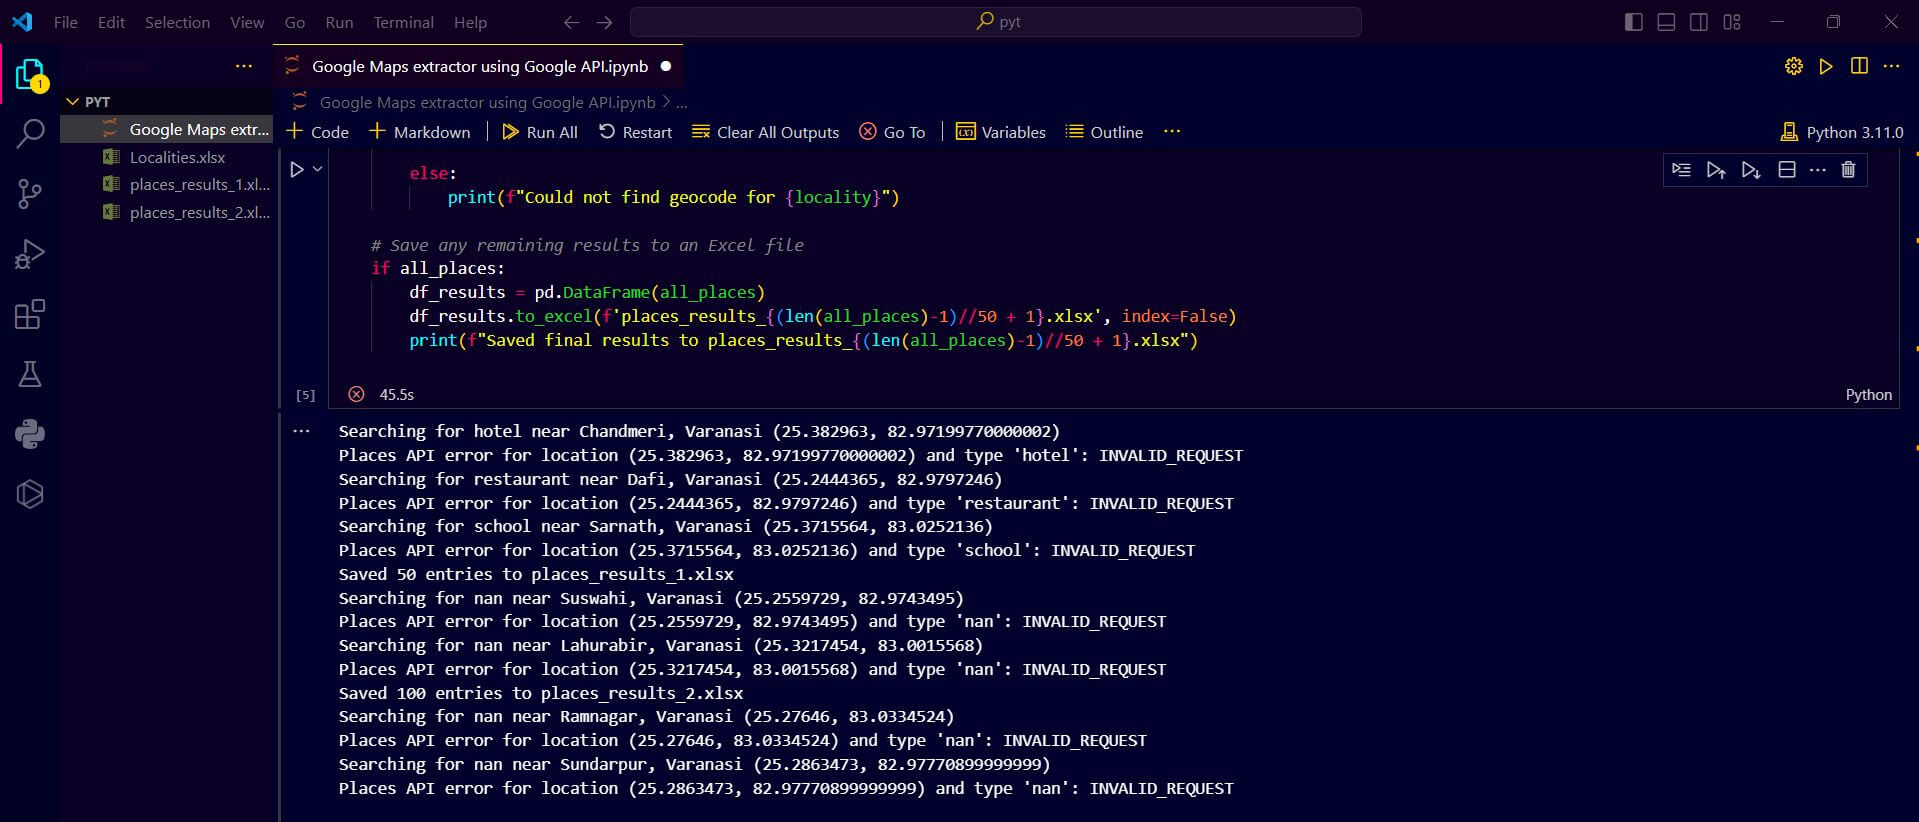 File Edit Selection View Go Run Terminal Help
pyt
1
Google Maps extractor using Google API.ipynb
PYT
Google Maps extractor using Google API.ipynb > ...
Google Maps extr...
Localities.xlsx
places_results_1.xl...
places_results_2.xl...
+ Code + Markdown Run All Restart Clear All Outputs Go To Variables Outline ... Python 3.11.0
else:
print(f"Could not find geocode for {locality}")
# Save any remaining results to an Excel file
if all_places:
df_results = pd.DataFrame(all_places)
df_results.to_excel(f'places_results_{(len(all_places)-1)//50 + 1}.xlsx', index=False)
print(f"Saved final results to places_results_{(len(all_places)-1)//50 + 1}.xlsx")
[5] 45.5s Python
Searching for hotel near Chandmeri, Varanasi (25.382963, 82.97199770000002)
Places API error for location (25.382963, 82.97199770000002) and type 'hotel': INVALID_REQUEST
Searching for restaurant near Dafi, Varanasi (25.2444365, 82.9797246)
Places API error for location (25.2444365, 82.9797246) and type 'restaurant': INVALID_REQUEST
Searching for school near Sarnath, Varanasi (25.3715564, 83.0252136)
Places API error for location (25.3715564, 83.0252136) and type 'school': INVALID_REQUEST
Saved 50 entries to places_results_1.xlsx
Searching for nan near Suswahi, Varanasi (25.2559729, 82.9743495)
Places API error for location (25.2559729, 82.9743495) and type 'nan': INVALID_REQUEST
Searching for nan near Lahurabir, Varanasi (25.3217454, 83.0015568)
Places API error for location (25.3217454, 83.0015568) and type 'nan': INVALID_REQUEST
Saved 100 entries to places_results_2.xlsx
Searching for nan near Ramnagar, Varanasi (25.27646, 83.0334524)
Places API error for location (25.27646, 83.0334524) and type 'nan': INVALID_REQUEST
Searching for nan near Sundarpur, Varanasi (25.2863473, 82.97770899999999)
Places API error for location (25.2863473, 82.97770899999999) and type 'nan': INVALID_REQUEST